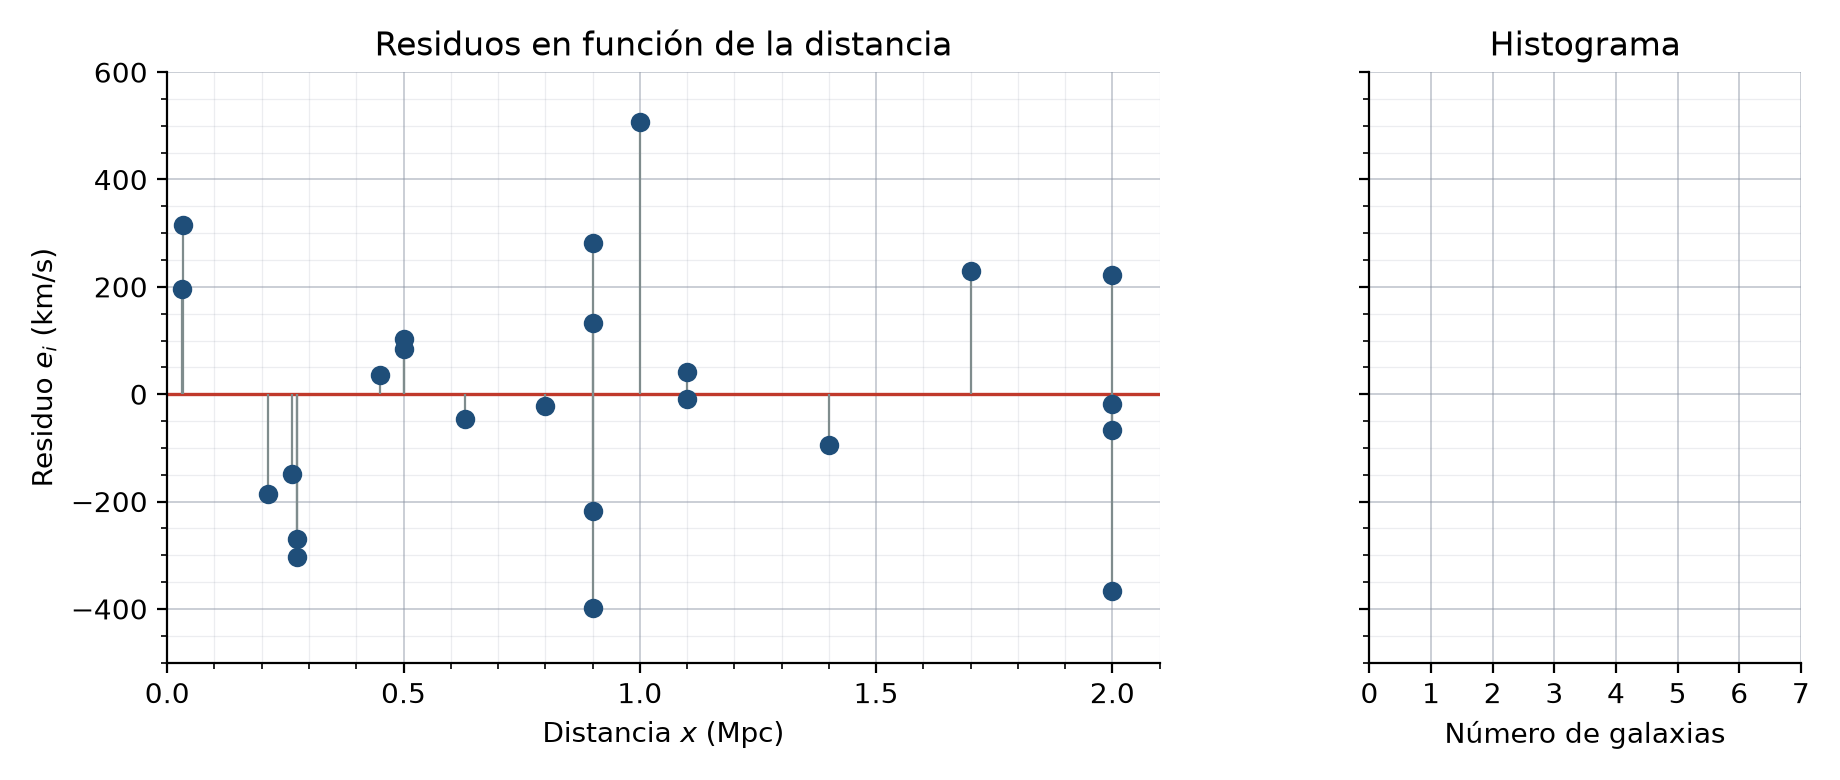 Residuos en función de la distancia
Residuo e_i (km/s)
600
400
200
0
−200
−400
0.0 0.5 1.0 1.5 2.0
Distancia x (Mpc)
Histograma
0 1 2 3 4 5 6 7
Número de galaxias